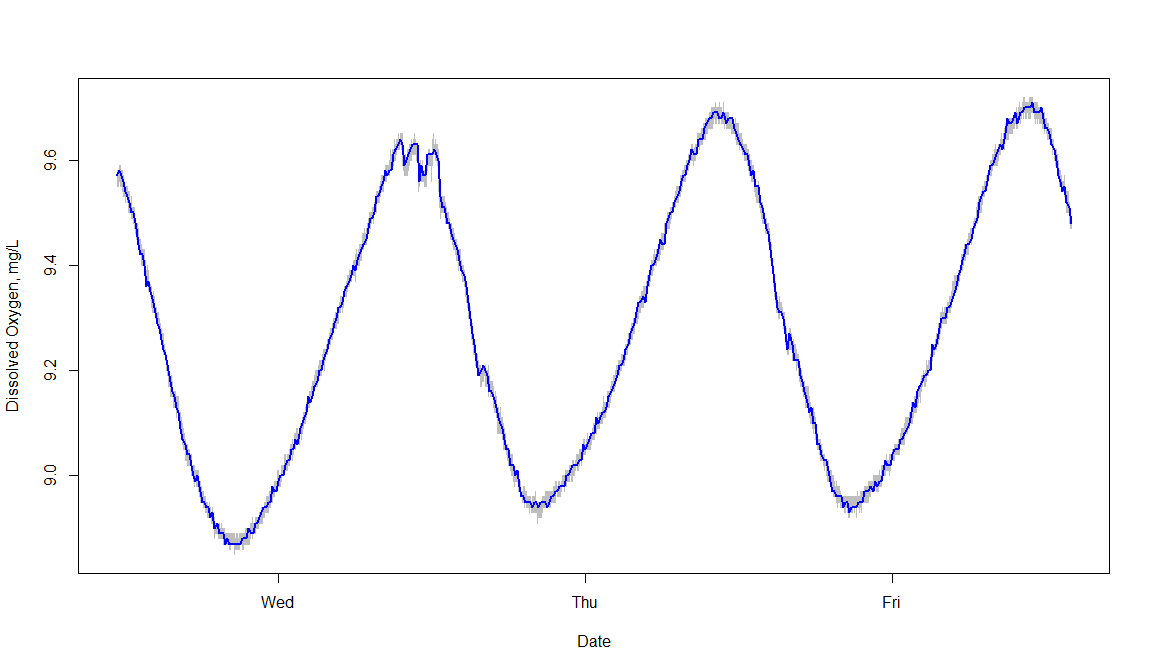 Dissolved Oxygen, mg/L
9.6
9.4
9.2
9.0
Wed
Thu
Fri
Date